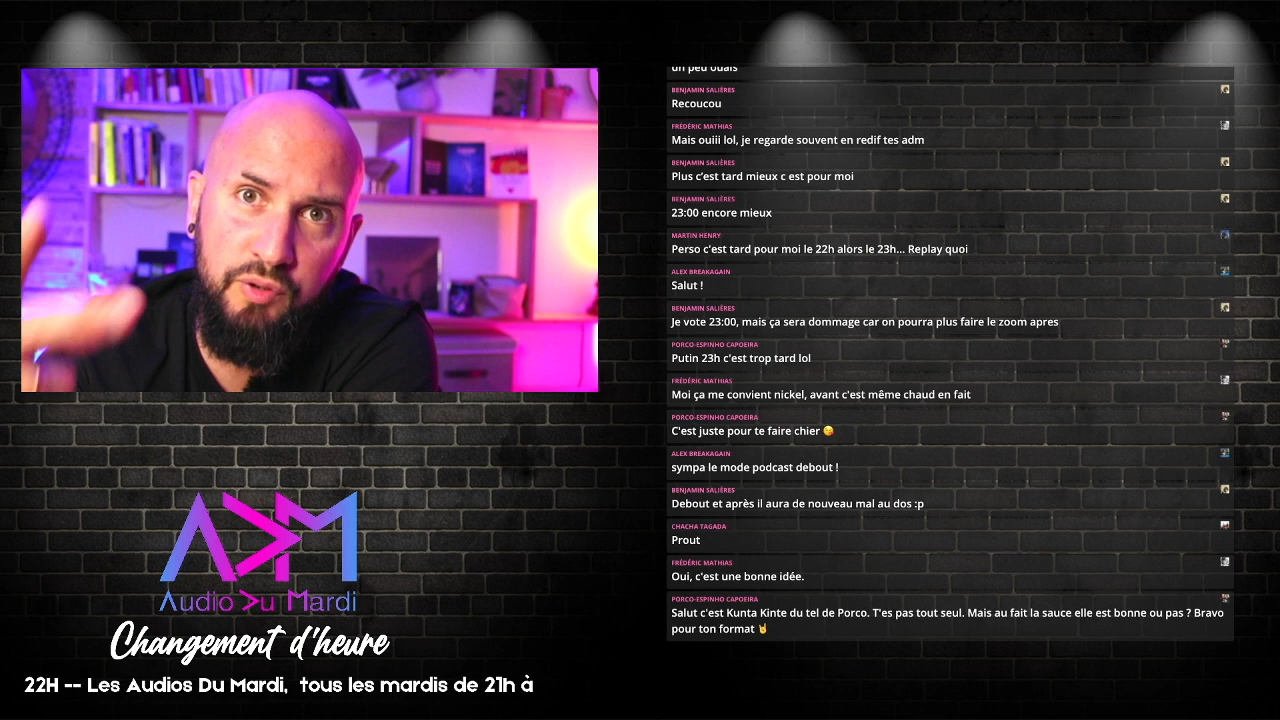 un peu ouais
BENJAMIN SALIÈRES
Recoucou
FRÉDÉRIC MATHIAS
Mais ouiii lol, je regarde souvent en redif tes adm
BENJAMIN SALIÈRES
Plus c'est tard mieux c est pour moi
BENJAMIN SALIÈRES
23:00 encore mieux
MARTIN HENRY
Perso c'est tard pour moi le 22h alors le 23h... Replay quoi
ALEX BREAKAGAIN
Salut !
BENJAMIN SALIÈRES
Je vote 23:00, mais ça sera dommage car on pourra plus faire le zoom apres
PORCO-ESPINHO CAPOEIRA
Putin 23h c'est trop tard lol
FRÉDÉRIC MATHIAS
Moi ça me convient nickel, avant c'est même chaud en fait
PORCO-ESPINHO CAPOEIRA
C'est juste pour te faire chier 🤭
ALEX BREAKAGAIN
sympa le mode podcast debout !
BENJAMIN SALIÈRES
Debout et après il aura de nouveau mal au dos :p
CHACHA TAGADA
Prout
FRÉDÉRIC MATHIAS
Oui, c'est une bonne idée.
PORCO-ESPINHO CAPOEIRA
Salut c'est Kunta Kinte du tel de Porco. T'es pas tout seul. Mais au fait la sauce elle est bonne ou pas ? Bravo
pour ton format 🤘
ADM
Audio Du Mardi
Changement d'heure
22H -- Les Audios Du Mardi, tous les mardis de 21h à